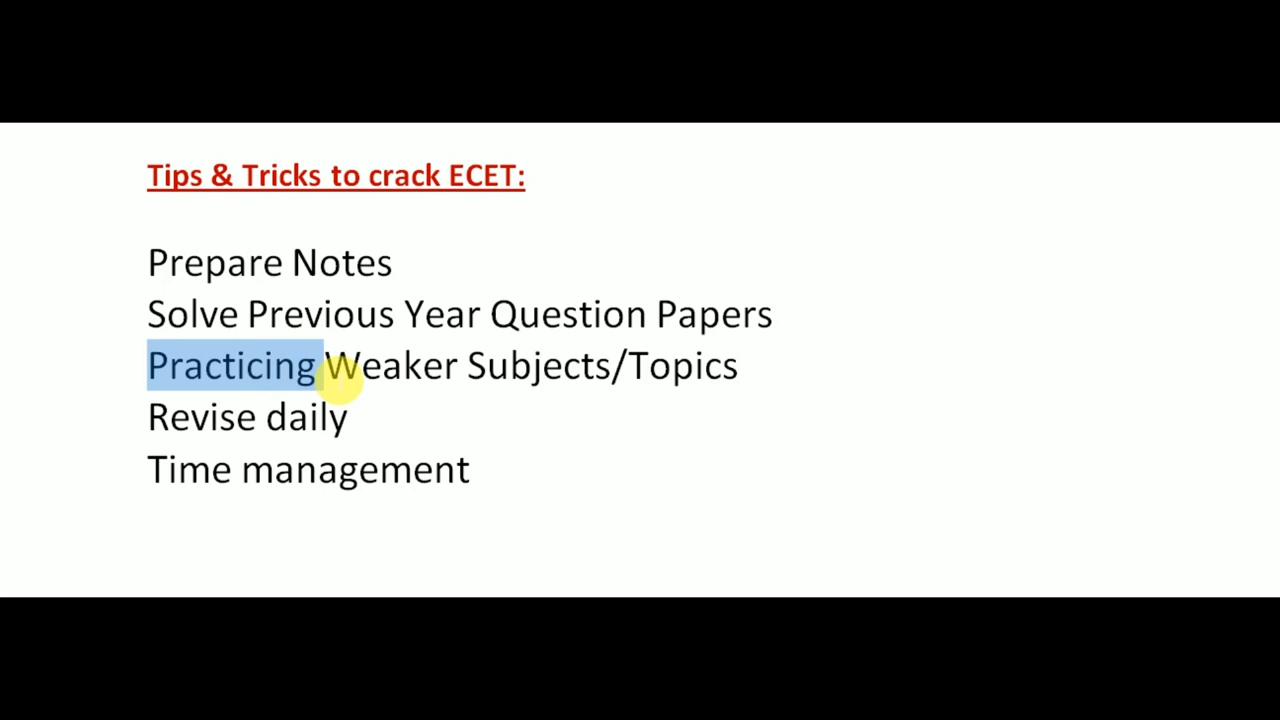 Tips & Tricks to crack ECET:
Prepare Notes
Solve Previous Year Question Papers
Practicing Weaker Subjects/Topics
Revise daily
Time management